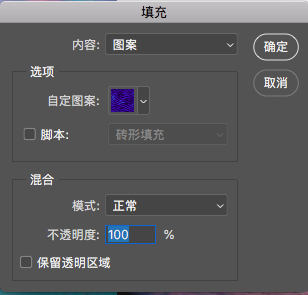 填充
内容: 图案
确定
取消
选项
自定图案:
脚本: 砖形填充
混合
模式: 正常
不透明度: 100 %
保留透明区域